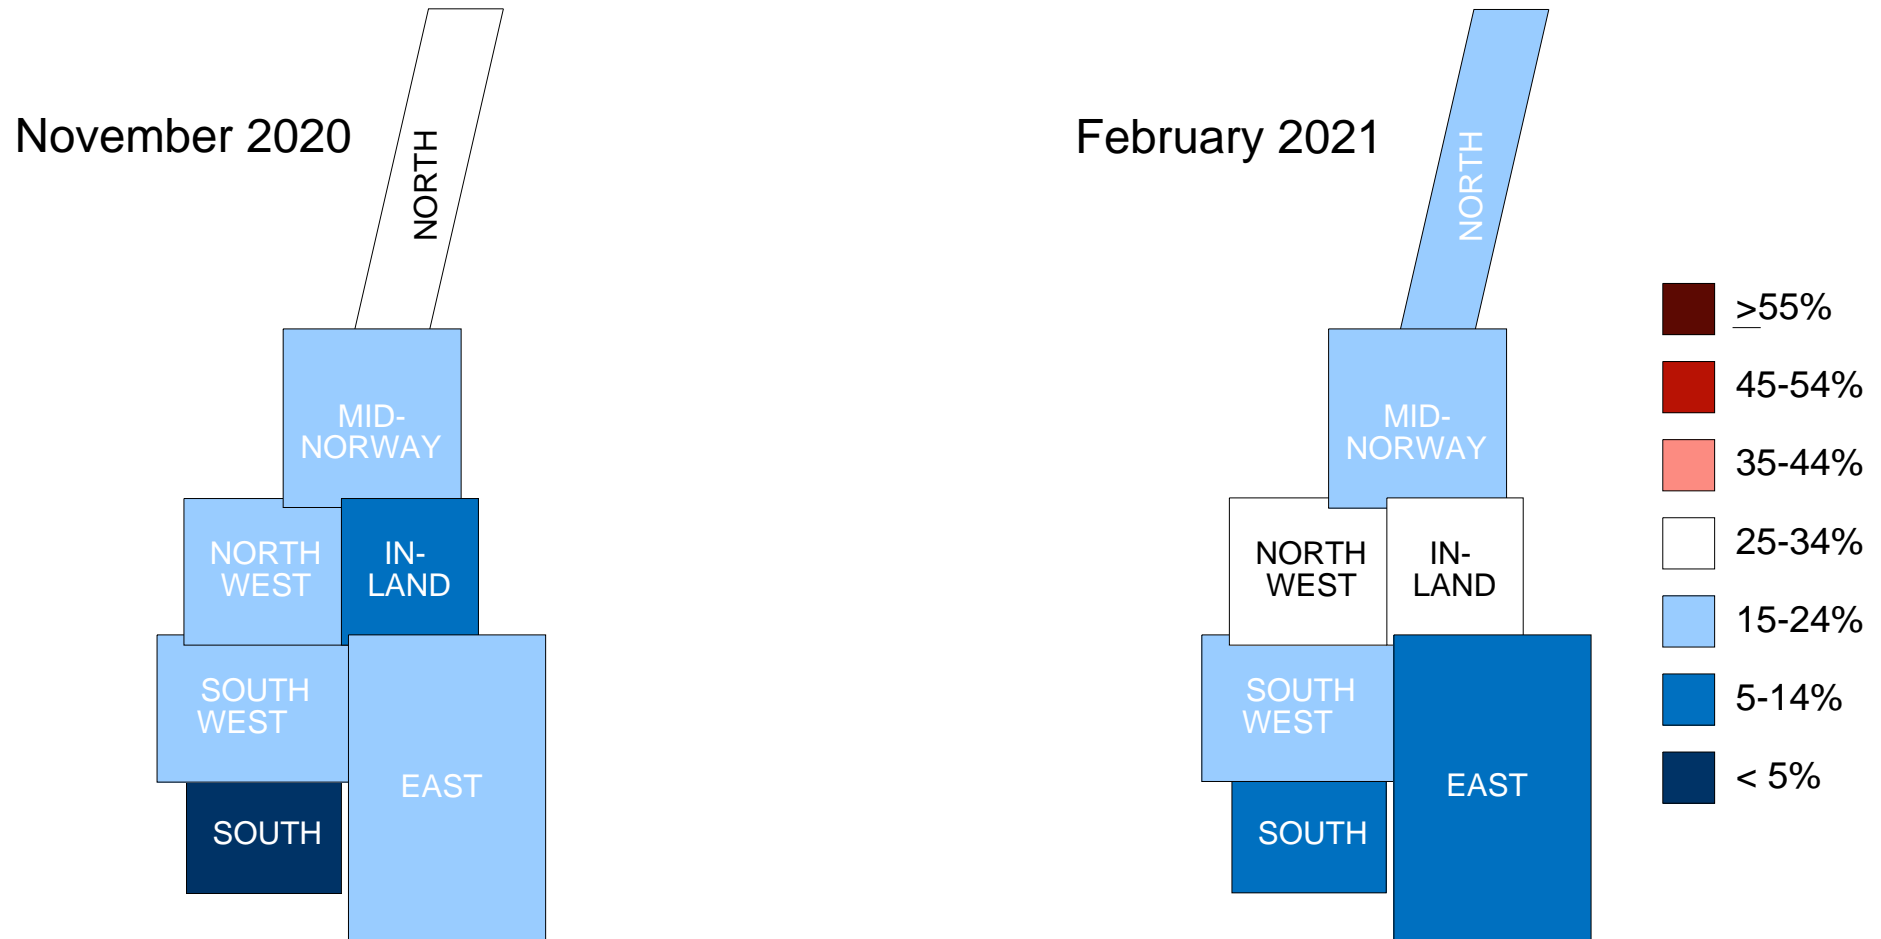 November 2020
NORTH
MID-
NORWAY
NORTH
WEST
IN-
LAND
SOUTH
WEST
EAST
SOUTH
February 2021
NORTH
MID-
NORWAY
NORTH
WEST
IN-
LAND
SOUTH
WEST
EAST
SOUTH
>55%
45-54%
35-44%
25-34%
15-24%
5-14%
< 5%